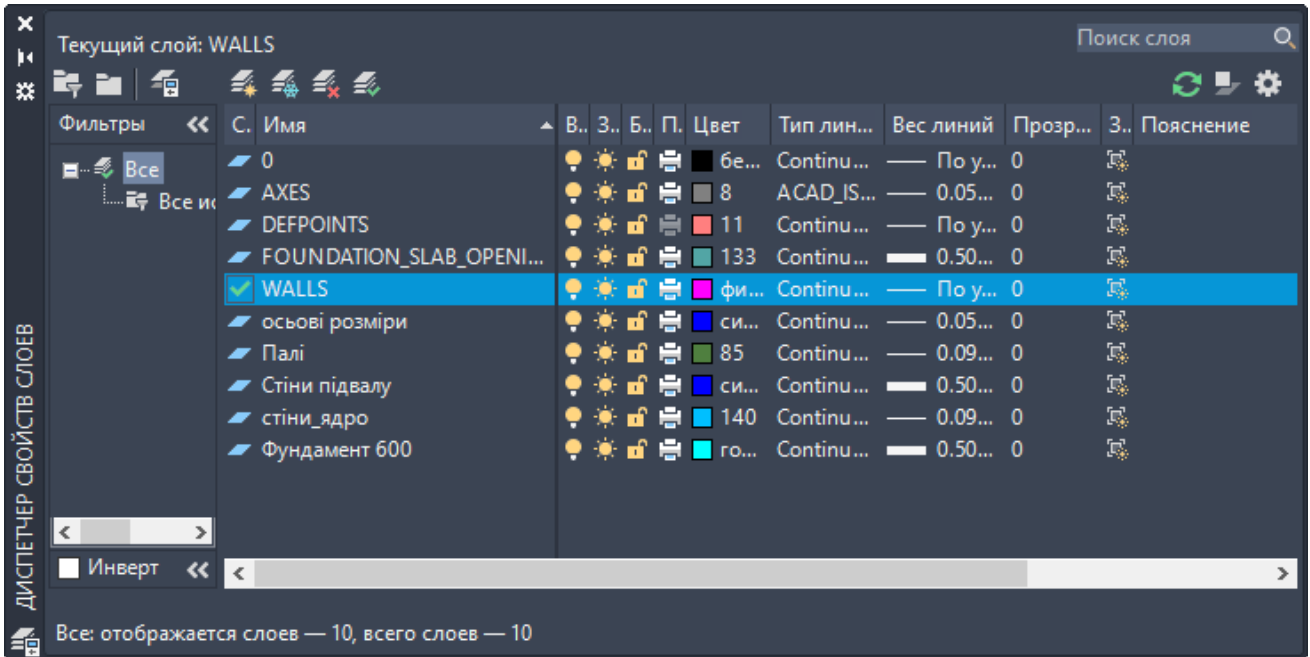 Текущий слой: WALLS
Поиск слоя
Фильтры
С. Имя В.. З.. Б.. П. Цвет Тип лин... Вес линий Прозр... З.. Пояснение
Все
Все ис
0 бе... Continu... По у... 0
AXES 8 ACAD_IS... 0.05... 0
DEFPOINTS 11 Continu... По у... 0
FOUNDATION_SLAB_OPENI... 133 Continu... 0.50... 0
WALLS фи... Continu... По у... 0
осьові розміри си... Continu... 0.05... 0
Палі 85 Continu... 0.09... 0
Стіни підвалу си... Continu... 0.50... 0
стіни_ядро 140 Continu... 0.09... 0
Фундамент 600 го... Continu... 0.50... 0
Инверт
Все: отображается слоев — 10, всего слоев — 10
ДИСПЕТЧЕР СВОЙСТВ СЛОЕВ